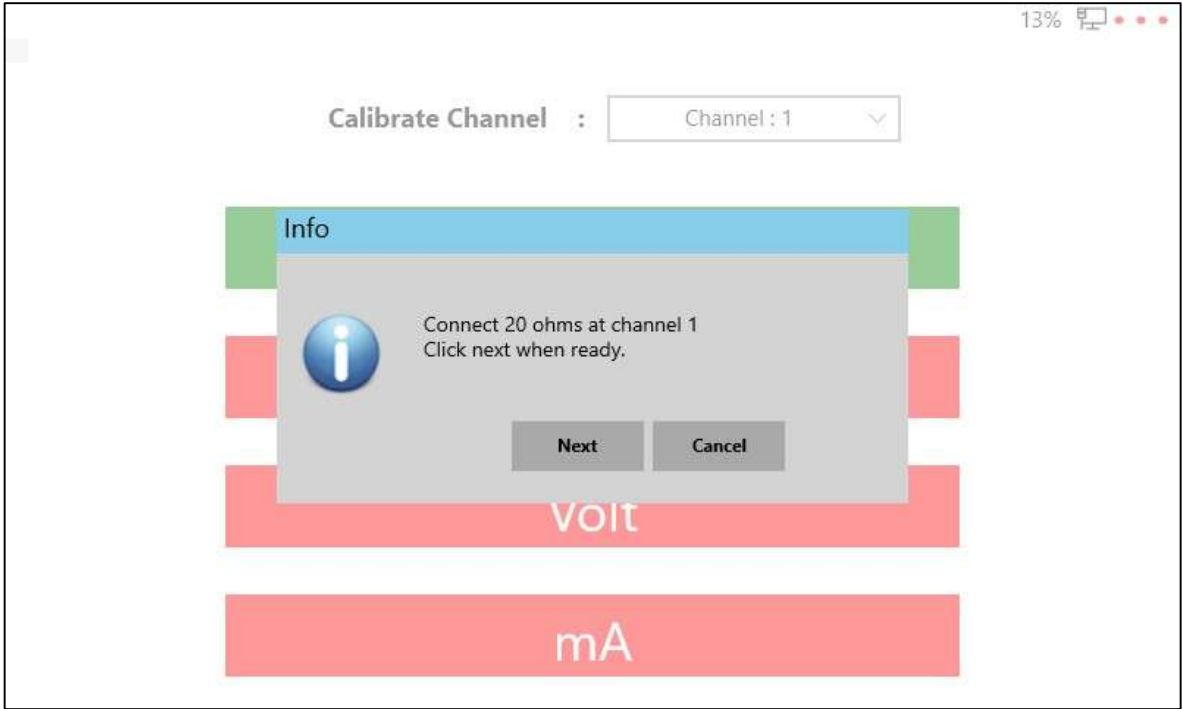 13%
Calibrate Channel :
Channel : 1
Info
Connect 20 ohms at channel 1
Click next when ready.
Next
Cancel
Volt
mA